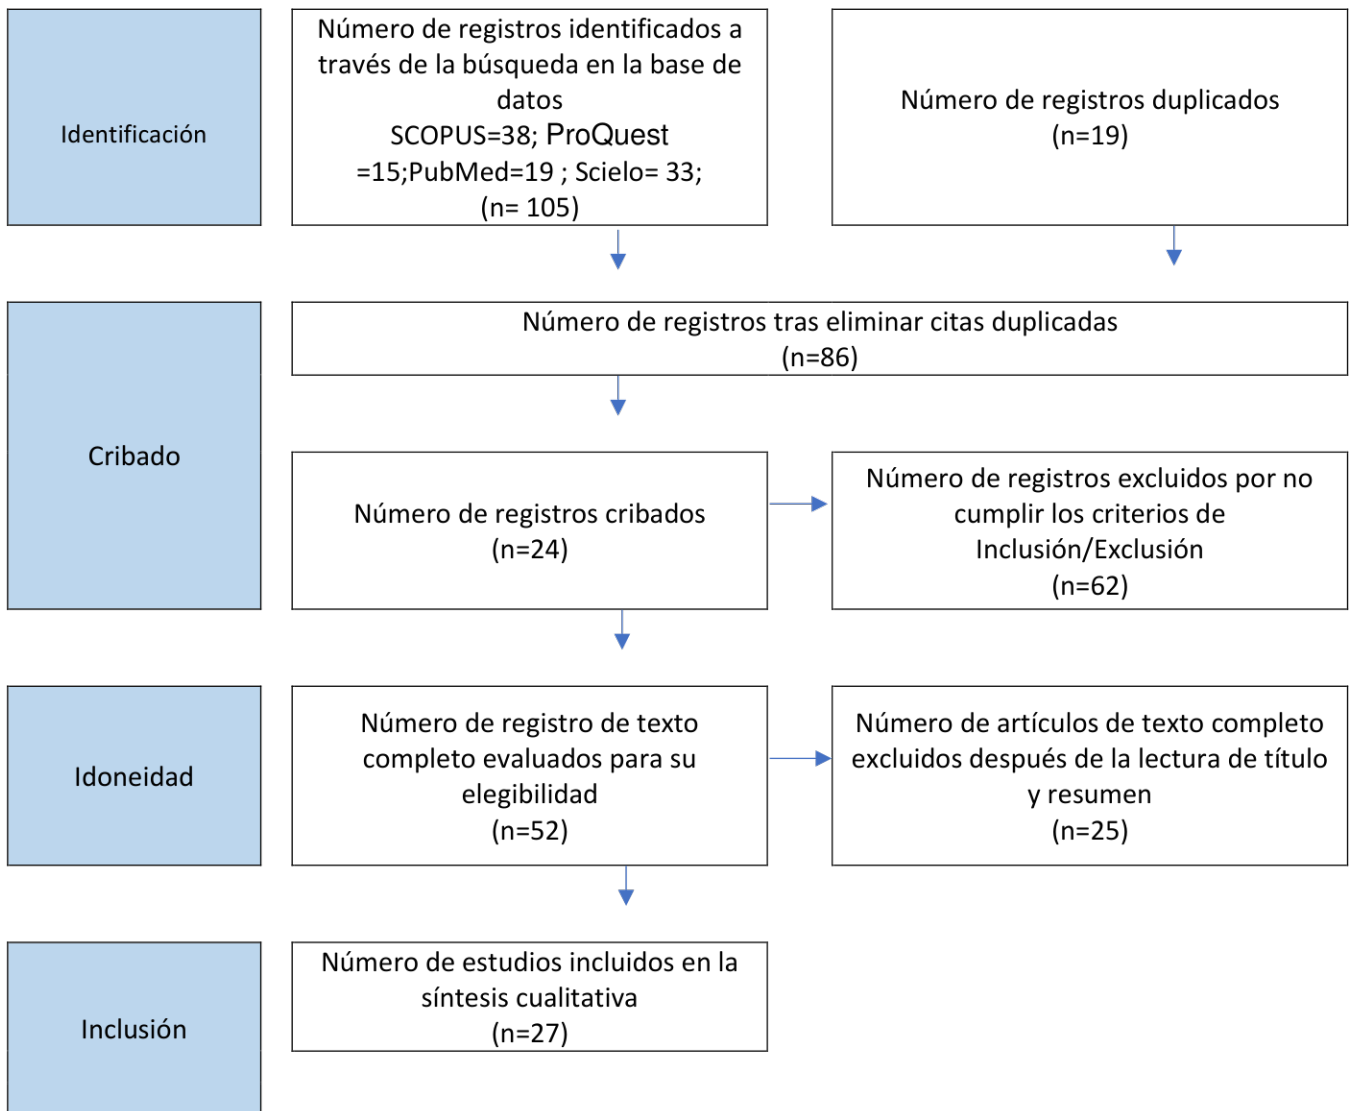 Identificación
Número de registros identificados a
través de la búsqueda en la base de
datos
SCOPUS=38; ProQuest
=15;PubMed=19 ; Scielo= 33;
(n= 105)
Número de registros duplicados
(n=19)
Cribado
Número de registros tras eliminar citas duplicadas
(n=86)
Número de registros cribados
(n=24)
Número de registros excluidos por no
cumplir los criterios de
Inclusión/Exclusión
(n=62)
Idoneidad
Número de registro de texto
completo evaluados para su
elegibilidad
(n=52)
Número de artículos de texto completo
excluidos después de la lectura de título
y resumen
(n=25)
Inclusión
Número de estudios incluidos en la
síntesis cualitativa
(n=27)